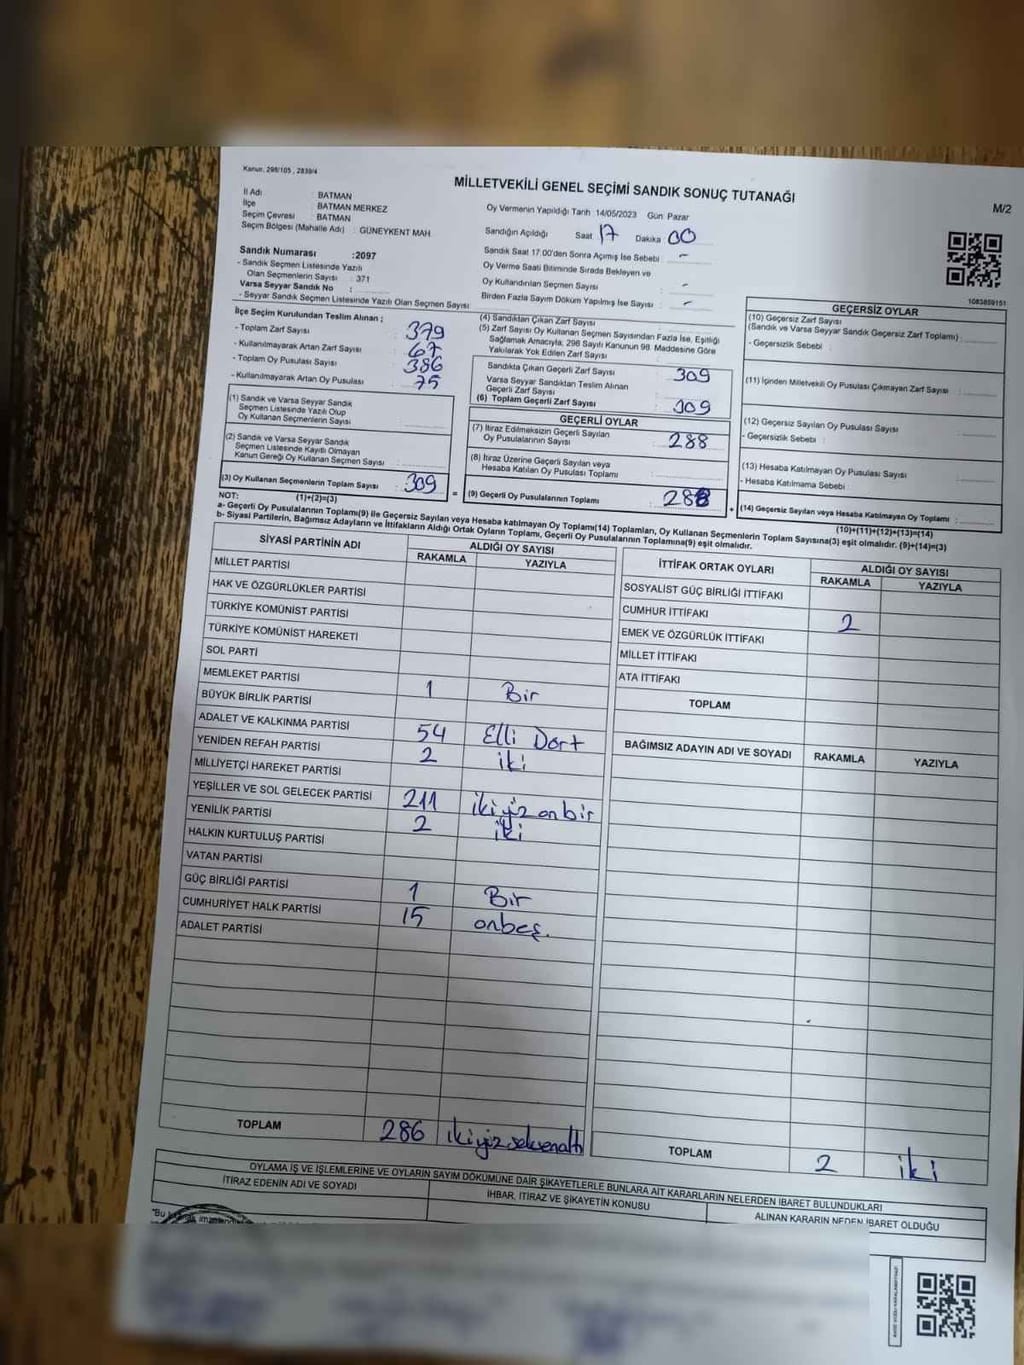 Kanun, 298/105 , 2839/4
MİLLETVEKİLİ GENEL SEÇİMİ SANDIK SONUÇ TUTANAĞI
M/2
İl Adı : BATMAN
İlçe : BATMAN MERKEZ
Seçim Çevresi : BATMAN
Seçim Bölgesi (Mahalle Adı) : GÜNEYKENT MAH.
Oy Vermenin Yapıldığı Tarih 14/05/2023 Gün: Pazar
Sandığın Açıldığı Saat 17 Dakika 00
Sandık Saat 17:00'den Sonra Açımış İse Sebebi : -
Oy Verme Saati Bitiminde Sırada Bekleyen ve
Oy Kullandırılan Seçmen Sayısı : -
Birden Fazla Sayım Döküm Yapılmış İse Sayısı : -
Sandık Numarası :2097
- Sandık Seçmen Listesinde Yazılı
Olan Seçmenlerin Sayısı : 371
Varsa Seyyar Sandık No :
- Seyyar Sandık Seçmen Listesinde Yazılı Olan Seçmen Sayısı :
1083859151
İlçe Seçim Kurulundan Teslim Alınan ;
- Toplam Zarf Sayısı : 379
- Kullanılmayarak Artan Zarf Sayısı : 67
- Toplam Oy Pusulası Sayısı : 386
- Kullanılmayarak Artan Oy Pusulası : 75
(1) Sandık ve Varsa Seyyar Sandık
Seçmen Listesinde Yazılı Olup
Oy Kullanan Seçmenlerin Sayısı :
(2) Sandık ve Varsa Seyyar Sandık
Seçmen Listesinde Kayıtlı Olmayan
Kanun Gereği Oy Kullanan Seçmen Sayısı :
(3) Oy Kullanan Seçmenlerin Toplam Sayısı : 309
(1)+(2)=(3)
(4) Sandıktan Çıkan Zarf Sayısı
(5) Zarf Sayısı Oy Kullanan Seçmen Sayısından Fazla İse, Eşitliği
Sağlamak Amacıyla, 298 Sayılı Kanunun 98. Maddesine Göre
Yakılarak Yok Edilen Zarf Sayısı
Sandıkta Çıkan Geçerli Zarf Sayısı : 309
Varsa Seyyar Sandıktan Teslim Alınan
Geçerli Zarf Sayısı :
(6) Toplam Geçerli Zarf Sayısı : 309
GEÇERLİ OYLAR
(7) İtiraz Edilmeksizin Geçerli Sayılan
Oy Pusulalarının Sayısı : 288
(8) İtiraz Üzerine Geçerli Sayılan veya
Hesaba Katılan Oy Pusulası Toplamı :
= (9) Geçerli Oy Pusulalarının Toplamı : 288
GEÇERSİZ OYLAR
(10) Geçersiz Zarf Sayısı
(Sandık ve Varsa Seyyar Sandık Geçersiz Zarf Toplamı) :
- Geçersizlik Sebebi :
(11) İçinden Milletvekili Oy Pusulası Çıkmayan Zarf Sayısı :
(12) Geçersiz Sayılan Oy Pusulası Sayısı :
- Geçersizlik Sebebi :
(13) Hesaba Katılmayan Oy Pusulası Sayısı :
- Hesaba Katılmama Sebebi :
+ (14) Geçersiz Sayılan veya Hesaba Katılmayan Oy Toplamı :
(10)+(11)+(12)+(13)=(14)
NOT:
a- Geçerli Oy Pusulalarının Toplamı(9) ile Geçersiz Sayılan veya Hesaba katılmayan Oy Toplamı(14) Toplamları, Oy Kullanan Seçmenlerin Toplam Sayısına(3) eşit olmalıdır. (9)+(14)=(3)
b- Siyasi Partilerin, Bağımsız Adayların ve İttifakların Aldığı Ortak Oyların Toplamı, Geçerli Oy Pusulalarının Toplamına(9) eşit olmalıdır.
SİYASİ PARTİNİN ADI ALDIĞI OY SAYISI
RAKAMLA YAZIYLA
MİLLET PARTİSİ
HAK VE ÖZGÜRLÜKLER PARTİSİ
TÜRKİYE KOMÜNİST PARTİSİ
TÜRKİYE KOMÜNİST HAREKETİ
SOL PARTİ
MEMLEKET PARTİSİ 1 Bir
BÜYÜK BİRLİK PARTİSİ
ADALET VE KALKINMA PARTİSİ 54 Elli Dört
YENİDEN REFAH PARTİSİ 2 iki
MİLLİYETÇİ HAREKET PARTİSİ
YEŞİLLER VE SOL GELECEK PARTİSİ 211 ikiyüz onbir
YENİLİK PARTİSİ 2 iki
HALKIN KURTULUŞ PARTİSİ
VATAN PARTİSİ
GÜÇ BİRLİĞİ PARTİSİ 1 Bir
CUMHURİYET HALK PARTİSİ 15 onbeş.
ADALET PARTİSİ
TOPLAM 286 ikiyüz seksenaltı
İTTİFAK ORTAK OYLARI ALDIĞI OY SAYISI
RAKAMLA YAZIYLA
SOSYALİST GÜÇ BİRLİĞİ İTTİFAKI
CUMHUR İTTİFAKI 2
EMEK VE ÖZGÜRLÜK İTTİFAKI
MİLLET İTTİFAKI
ATA İTTİFAKI
TOPLAM
BAĞIMSIZ ADAYIN ADI VE SOYADI RAKAMLA YAZIYLA
TOPLAM 2 iki
OYLAMA İŞ VE İŞLEMLERİNE VE OYLARIN SAYIM DÖKÜMÜNE DAİR ŞİKAYETLERLE BUNLARA AİT KARARLARIN NELERDEN İBARET BULUNDUKLARI
İTİRAZ EDENİN ADI VE SOYADI İHBAR, İTİRAZ VE ŞİKAYETİN KONUSU ALINAN KARARIN NEDEN İBARET OLDUĞU
"Bu